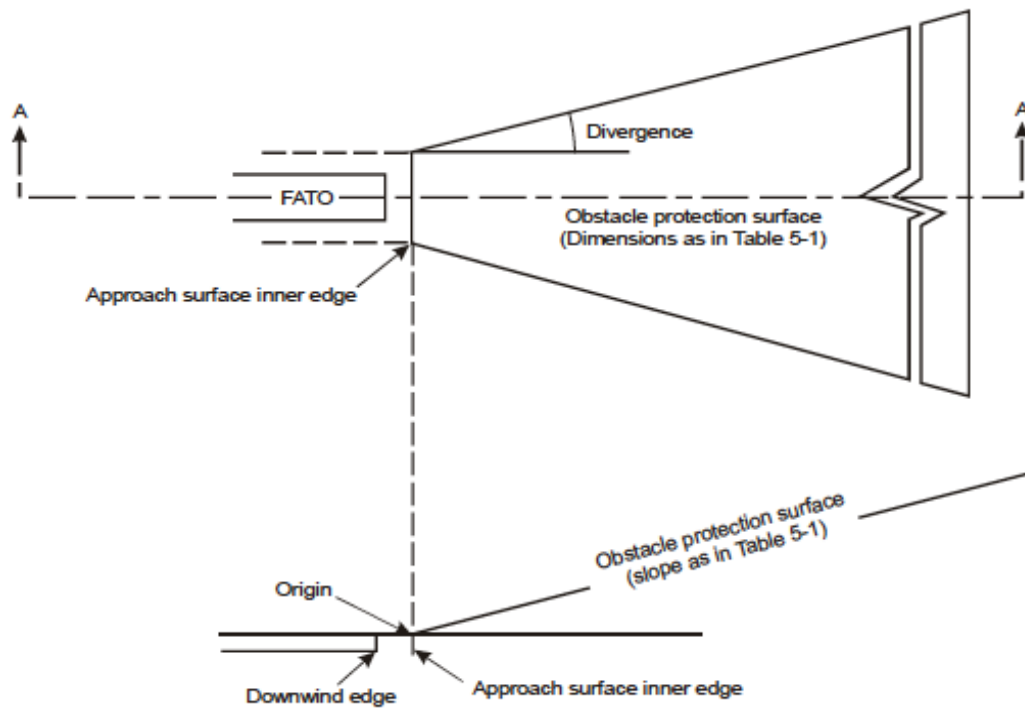 A
A
Divergence
FATO
Obstacle protection surface
(Dimensions as in Table 5-1)
Approach surface inner edge
Obstacle protection surface
(slope as in Table 5-1)
Origin
Downwind edge
Approach surface inner edge